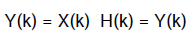 Y(k) = X(k)  H(k) = Y(k)